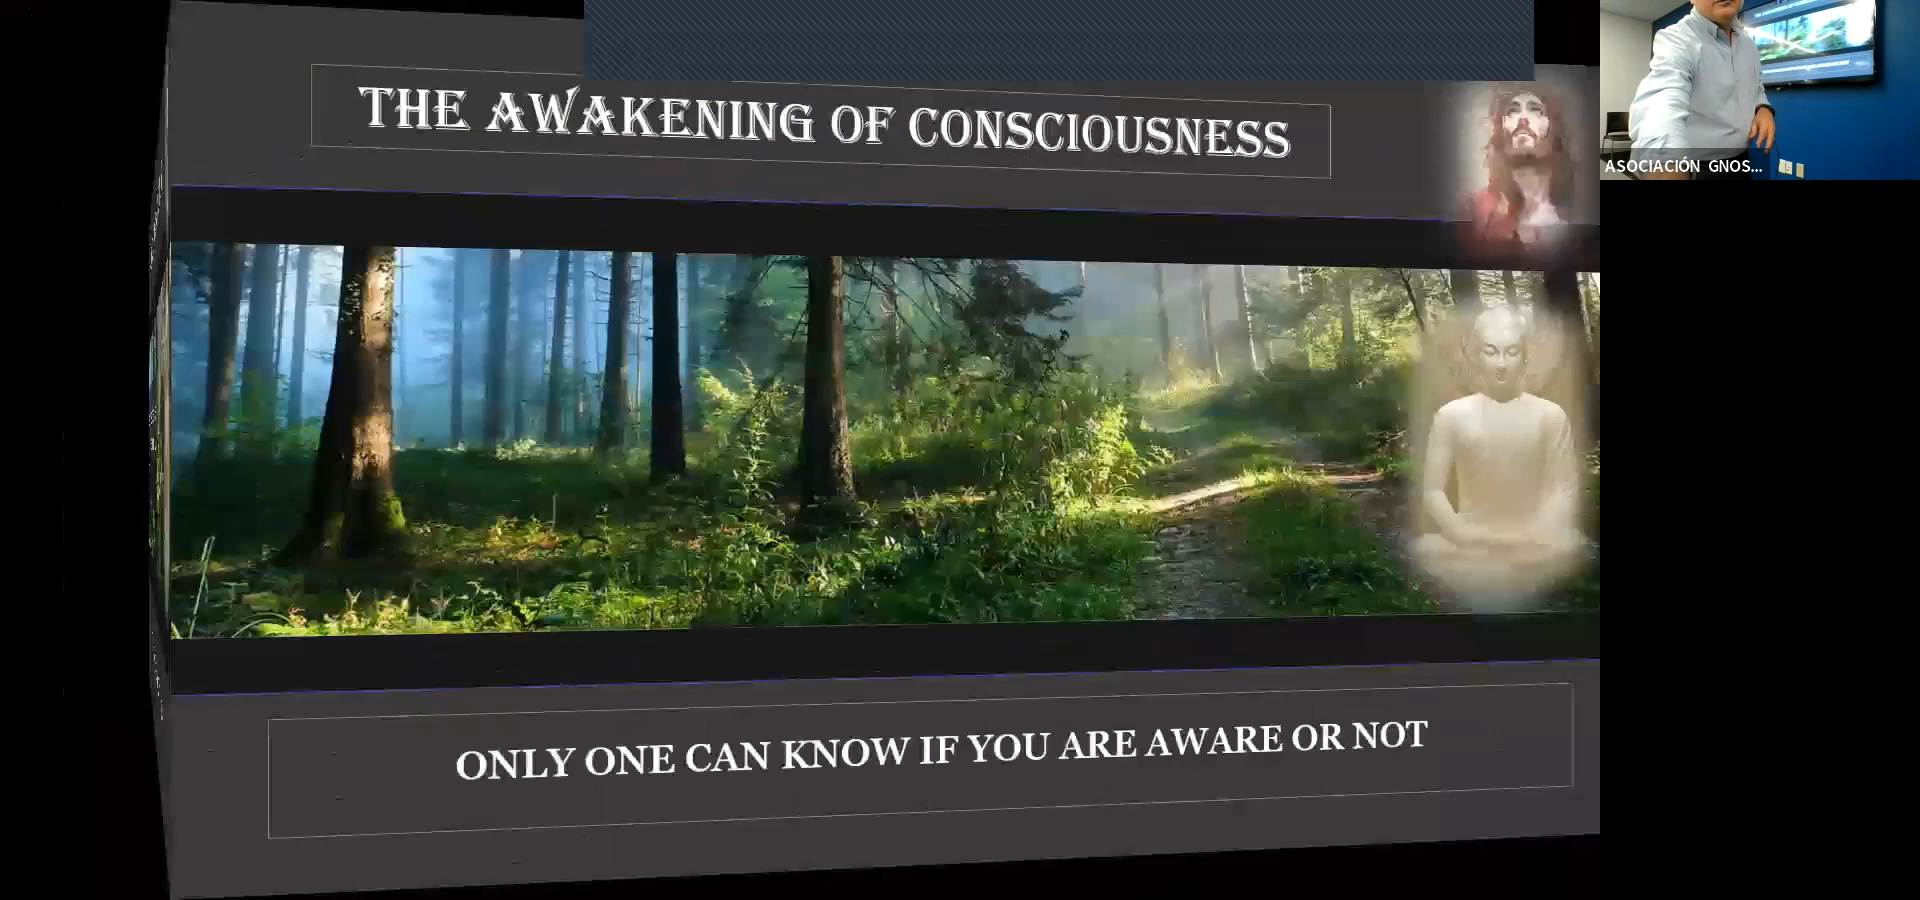 THE AWAKENING OF CONSCIOUSNESS
ASOCIACIÓN GNOS...
ONLY ONE CAN KNOW IF YOU ARE AWARE OR NOT